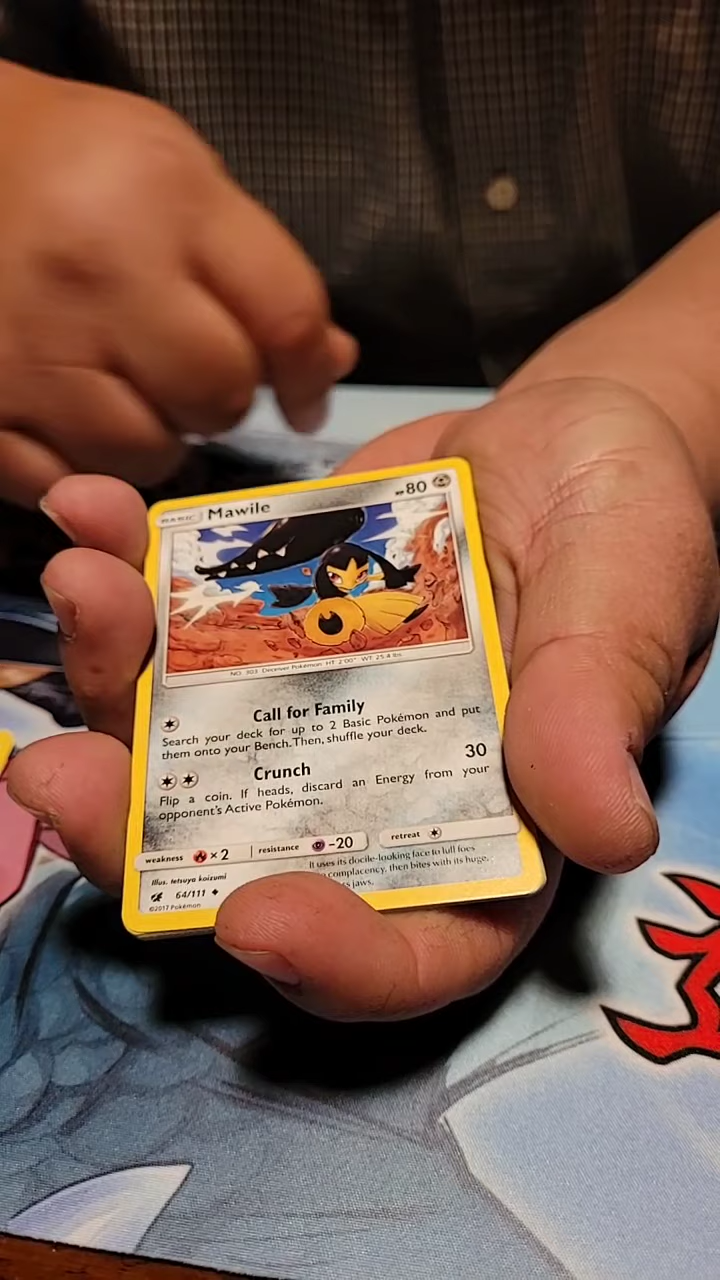 BASIC Mawile HP80
NO. 303 Deceiver Pokémon HT: 2'00" WT: 25.4 lbs.
Call for Family
Search your deck for up to 2 Basic Pokémon and put
them onto your Bench. Then, shuffle your deck.
Crunch 30
Flip a coin. If heads, discard an Energy from your
opponent's Active Pokémon.
weakness ×2 resistance -20 retreat
It uses its docile-looking face to lull foes
complacency, then bites with its huge,
jaws.
Illus. tetsuya koizumi
64/111
©2017 Pokémon